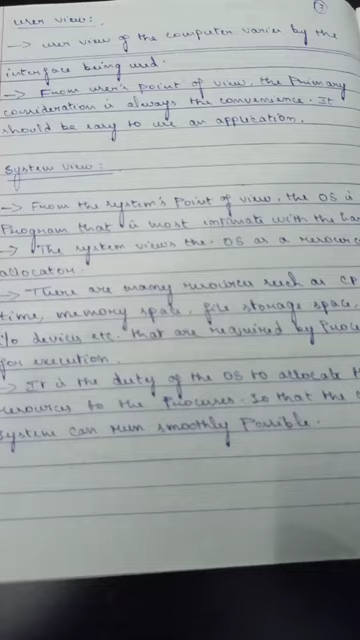 7
user view:
→ user view of the computer varies by the
interface being used.
→ From user's point of view, the primary
consideration is always the convenience. It
should be easy to use an application.
System view:
→ From the system's point of view, the OS is
Program that is most intimate with the ha
→ The system views the OS as a resource
allocator.
→ There are many resources such as CP
time, memory space, file storage space,
I/o devices etc. that are required by Proc
for execution.
→ It is the duty of the OS to allocate th
resources to the Processes. So that the
system can run smoothly Possible.